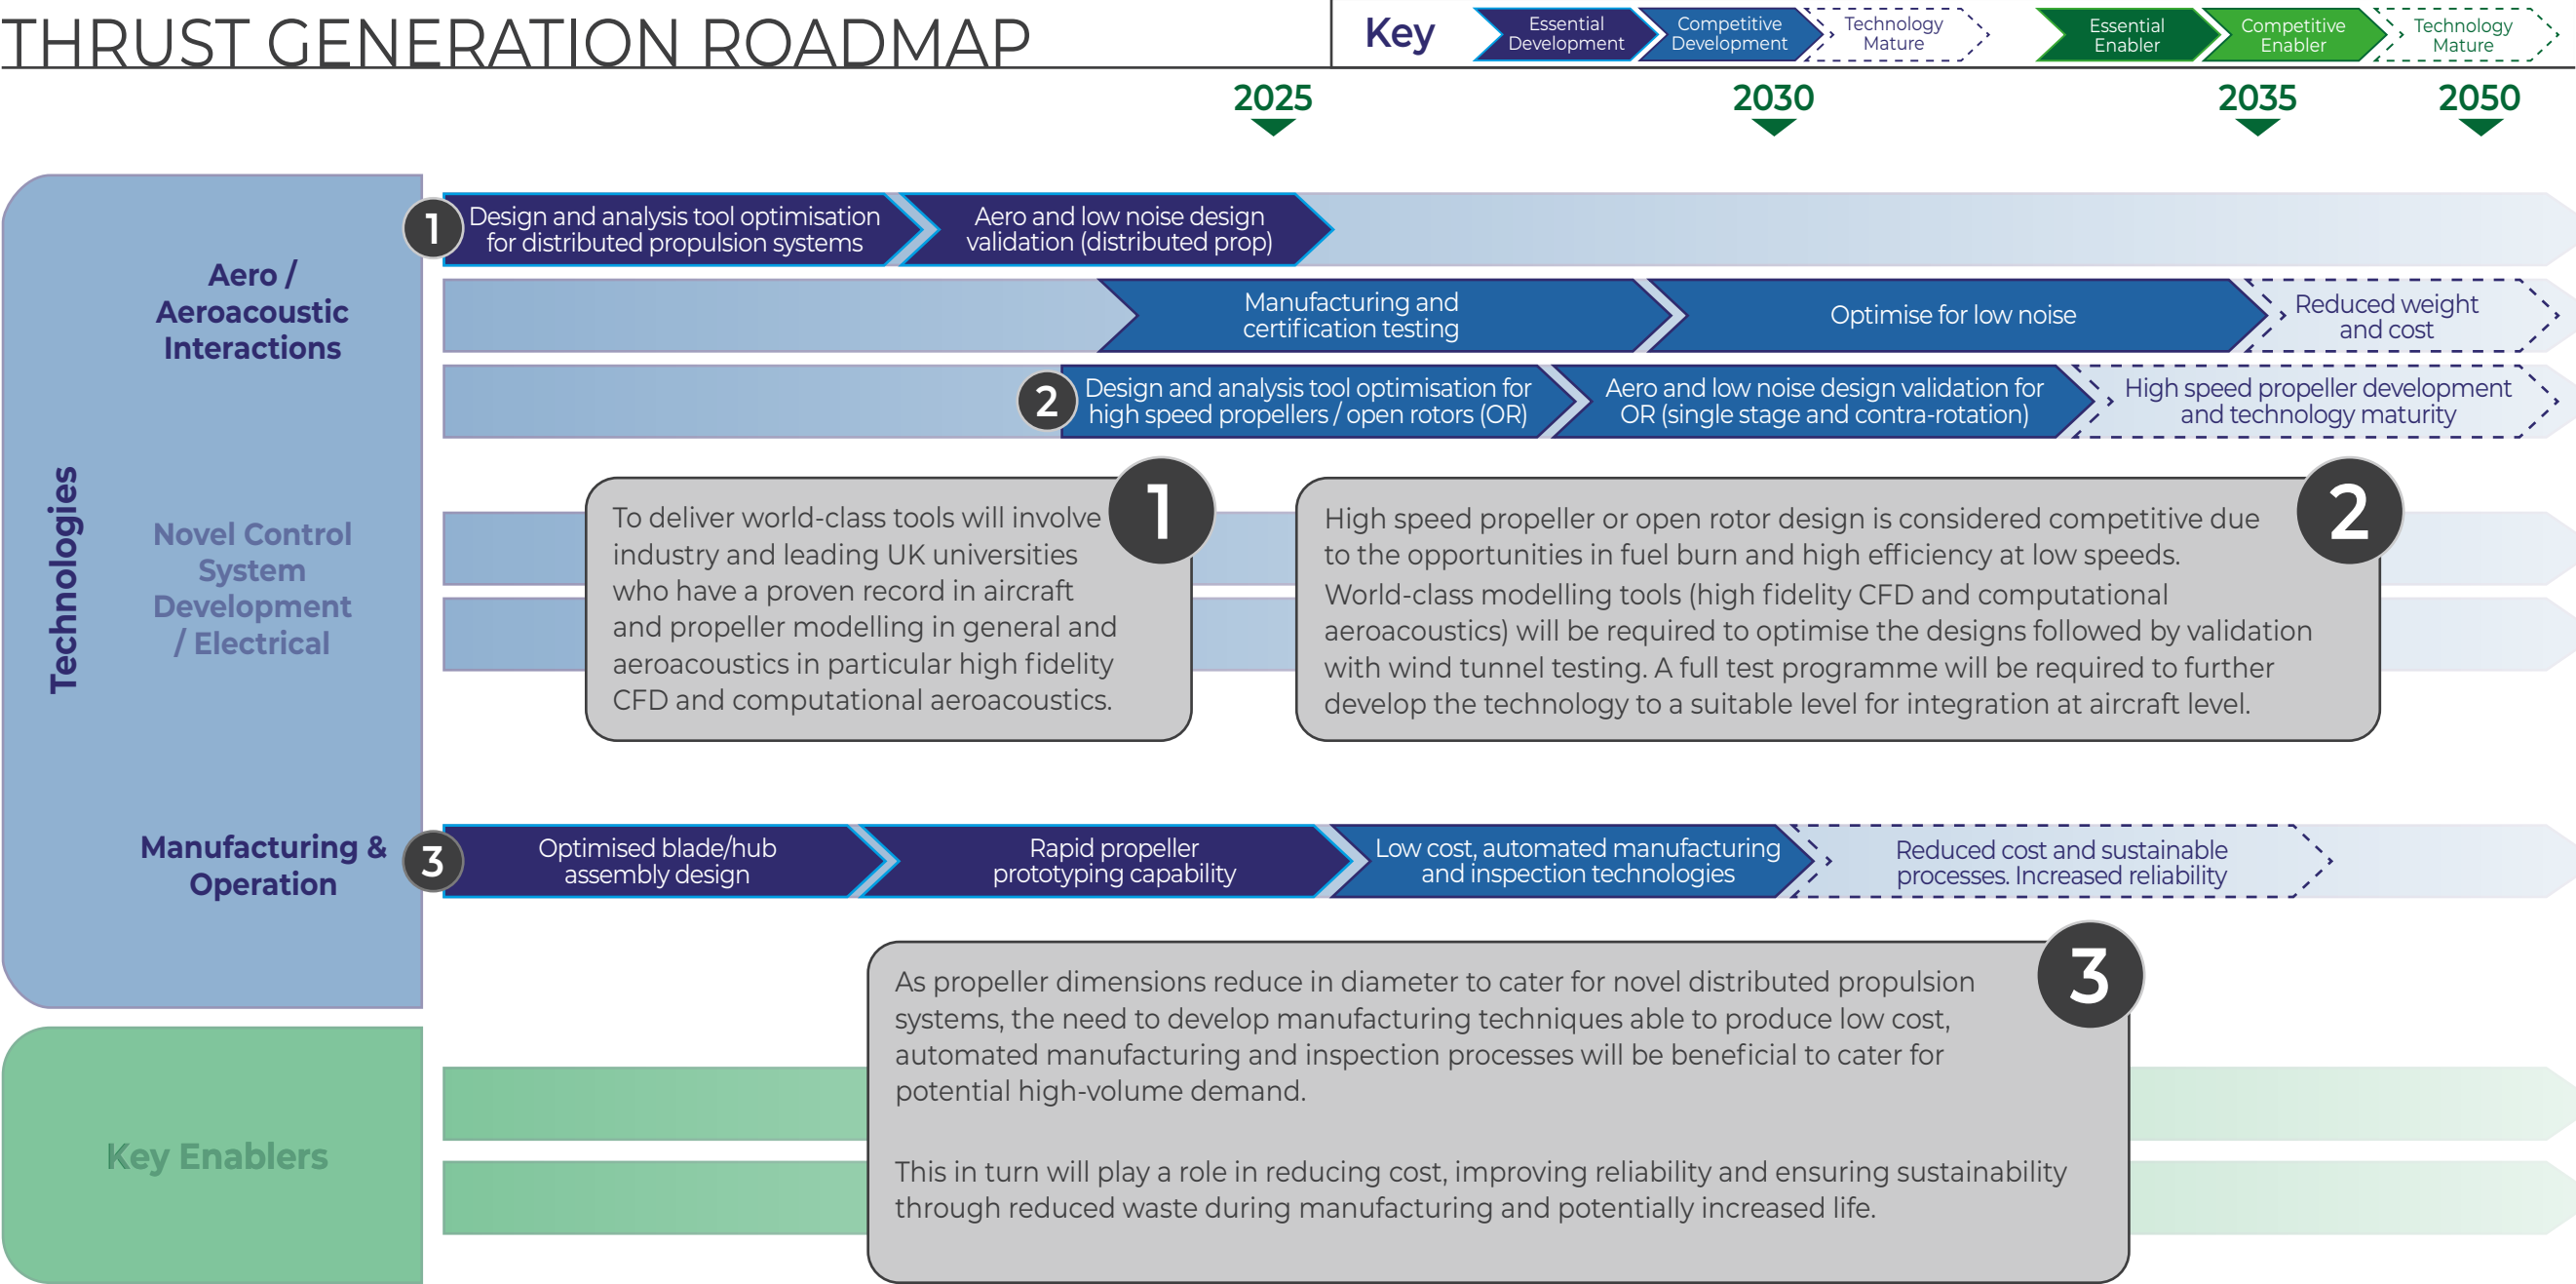 THRUST GENERATION ROADMAP
Key
Essential
Development
Competitive
Development
Technology
Mature
Essential
Enabler
Competitive
Enabler
Technology
Mature
2025
2030
2035
2050
Technologies
Aero /
Aeroacoustic
Interactions
1
Design and analysis tool optimisation
for distributed propulsion systems
Aero and low noise design
validation (distributed prop)
Manufacturing and
certification testing
Optimise for low noise
Reduced weight
and cost
2
Design and analysis tool optimisation for
high speed propellers / open rotors (OR)
Aero and low noise design validation for
OR (single stage and contra-rotation)
High speed propeller development
and technology maturity
Novel Control
System
Development
/ Electrical
1
To deliver world-class tools will involve
industry and leading UK universities
who have a proven record in aircraft
and propeller modelling in general and
aeroacoustics in particular high fidelity
CFD and computational aeroacoustics.
2
High speed propeller or open rotor design is considered competitive due
to the opportunities in fuel burn and high efficiency at low speeds.
World-class modelling tools (high fidelity CFD and computational
aeroacoustics) will be required to optimise the designs followed by validation
with wind tunnel testing. A full test programme will be required to further
develop the technology to a suitable level for integration at aircraft level.
Manufacturing &
Operation
3
Optimised blade/hub
assembly design
Rapid propeller
prototyping capability
Low cost, automated manufacturing
and inspection technologies
Reduced cost and sustainable
processes. Increased reliability
3
As propeller dimensions reduce in diameter to cater for novel distributed propulsion
systems, the need to develop manufacturing techniques able to produce low cost,
automated manufacturing and inspection processes will be beneficial to cater for
potential high-volume demand.
This in turn will play a role in reducing cost, improving reliability and ensuring sustainability
through reduced waste during manufacturing and potentially increased life.
Key Enablers